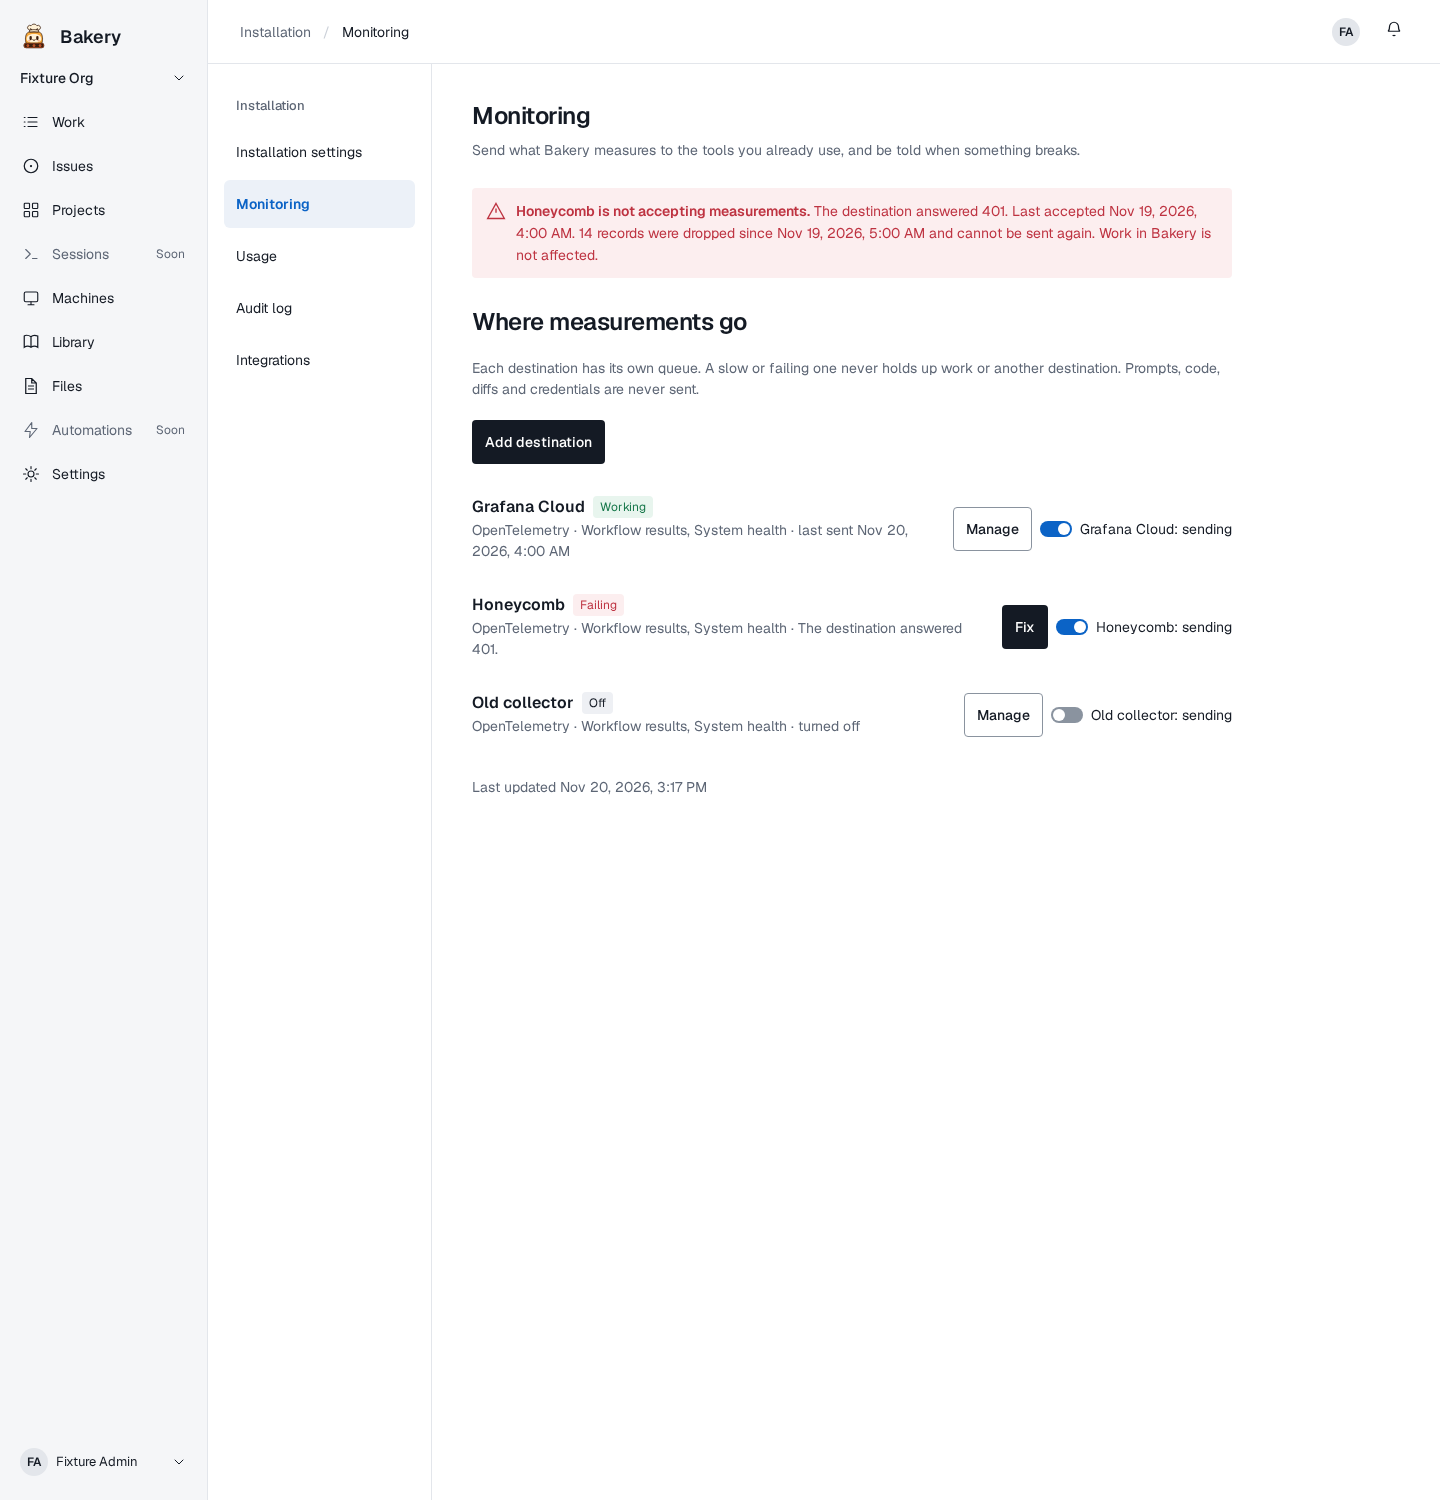 Bakery
Fixture Org
Work
Issues
Projects
Sessions Soon
Machines
Library
Files
Automations Soon
Settings
FA Fixture Admin
Installation / Monitoring
FA
Installation
Installation settings
Monitoring
Usage
Audit log
Integrations
Monitoring
Send what Bakery measures to the tools you already use, and be told when something breaks.
Honeycomb is not accepting measurements. The destination answered 401. Last accepted Nov 19, 2026,
4:00 AM. 14 records were dropped since Nov 19, 2026, 5:00 AM and cannot be sent again. Work in Bakery is
not affected.
Where measurements go
Each destination has its own queue. A slow or failing one never holds up work or another destination. Prompts, code,
diffs and credentials are never sent.
Add destination
Grafana Cloud Working
OpenTelemetry · Workflow results, System health · last sent Nov 20,
2026, 4:00 AM
Manage Grafana Cloud: sending
Honeycomb Failing
OpenTelemetry · Workflow results, System health · The destination answered
401.
Fix Honeycomb: sending
Old collector Off
OpenTelemetry · Workflow results, System health · turned off
Manage Old collector: sending
Last updated Nov 20, 2026, 3:17 PM